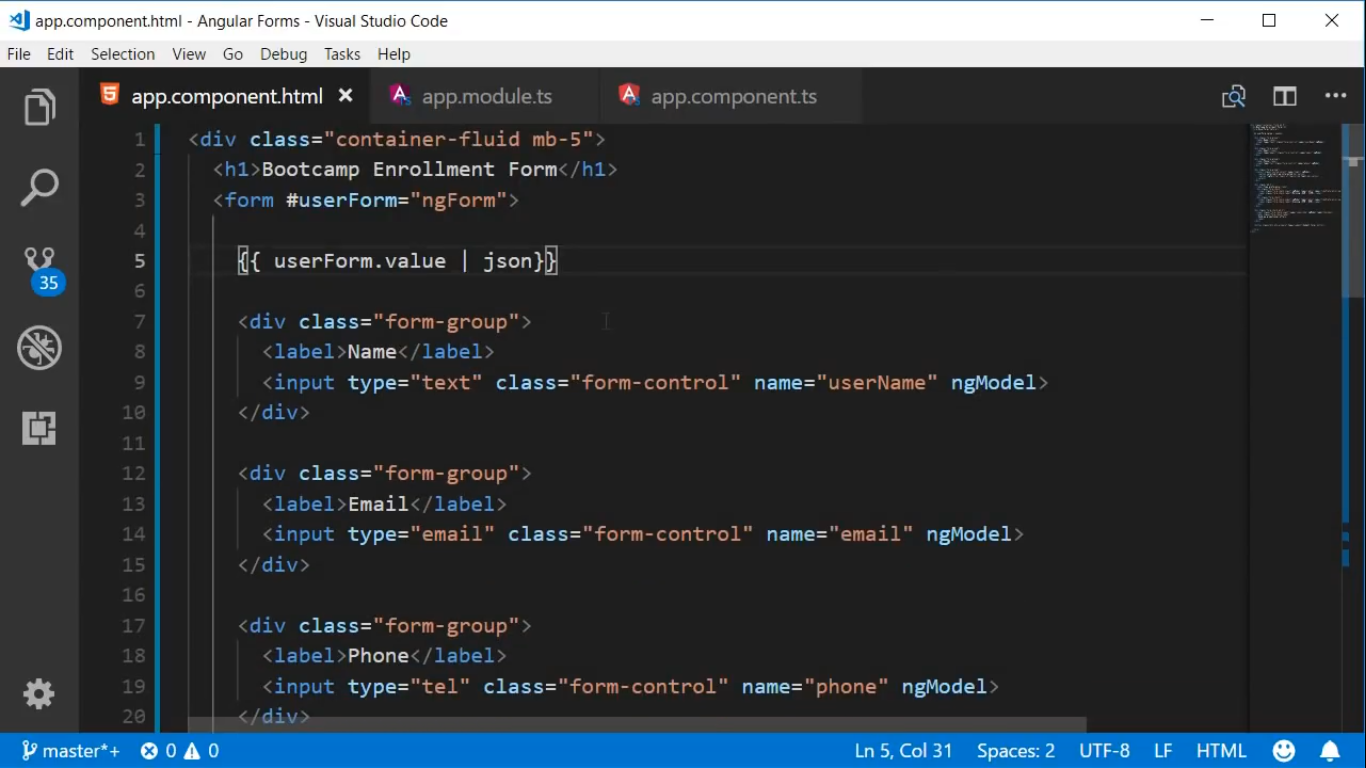 app.component.html - Angular Forms - Visual Studio Code
File Edit Selection View Go Debug Tasks Help
app.component.html app.module.ts app.component.ts
1 <div class="container-fluid mb-5">
2 <h1>Bootcamp Enrollment Form</h1>
3 <form #userForm="ngForm">
4
5 {{ userForm.value | json}}
6
7 <div class="form-group">
8 <label>Name</label>
9 <input type="text" class="form-control" name="userName" ngModel>
10 </div>
11
12 <div class="form-group">
13 <label>Email</label>
14 <input type="email" class="form-control" name="email" ngModel>
15 </div>
16
17 <div class="form-group">
18 <label>Phone</label>
19 <input type="tel" class="form-control" name="phone" ngModel>
20 </div>
35
master*+ 0 0 Ln 5, Col 31 Spaces: 2 UTF-8 LF HTML